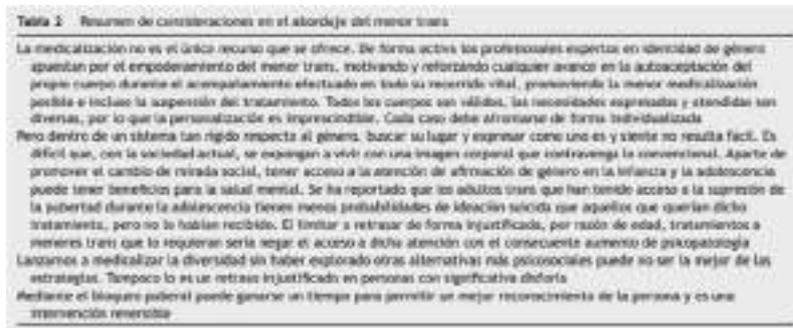 Tabla 2 Resumen de consideraciones en el abordaje del menor trans
La medicalización no es el único recurso que se ofrece. De forma activa los profesionales expertos en identidad de género
apuestan por el empoderamiento del menor trans, motivando y reforzando cualquier avance en la autoaceptación del
propio cuerpo durante el acompañamiento efectuado en todo su recorrido vital, promoviendo la menor medicalización
posible e incluso la suspensión del tratamiento. Todos los cuerpos son válidos, las necesidades expresadas y atendidas son
diversas, por lo que la personalización es imprescindible. Cada caso debe afrontarse de forma individualizada
Pero dentro de un sistema tan rígido respecto al género, buscar su lugar y expresar como uno es y siente no resulta fácil. Es
difícil que, con la sociedad actual, se expongan a vivir con una imagen corporal que contravenga la convencional. Aparte de
promover el cambio de mirada social, tener acceso a la atención de afirmación de género en la infancia y la adolescencia
puede tener beneficios para la salud mental. Se ha reportado que los adultos trans que han tenido acceso a la supresión de
la pubertad durante la adolescencia tienen menos probabilidades de ideación suicida que aquellos que querían dicho
tratamiento, pero no lo habían recibido. El limitar o retrasar de forma injustificada, por razón de edad, tratamientos a
menores trans que lo requieran sería negar el acceso a dicha atención con el consecuente aumento de psicopatología
Lanzarnos a medicalizar la diversidad sin haber explorado otras alternativas más psicosociales puede no ser la mejor de las
estrategias. Tampoco lo es un retraso injustificado en personas con significativa disforia
Mediante el bloqueo puberal puede ganarse un tiempo para permitir un mejor reconocimiento de la persona y es una
intervención reversible